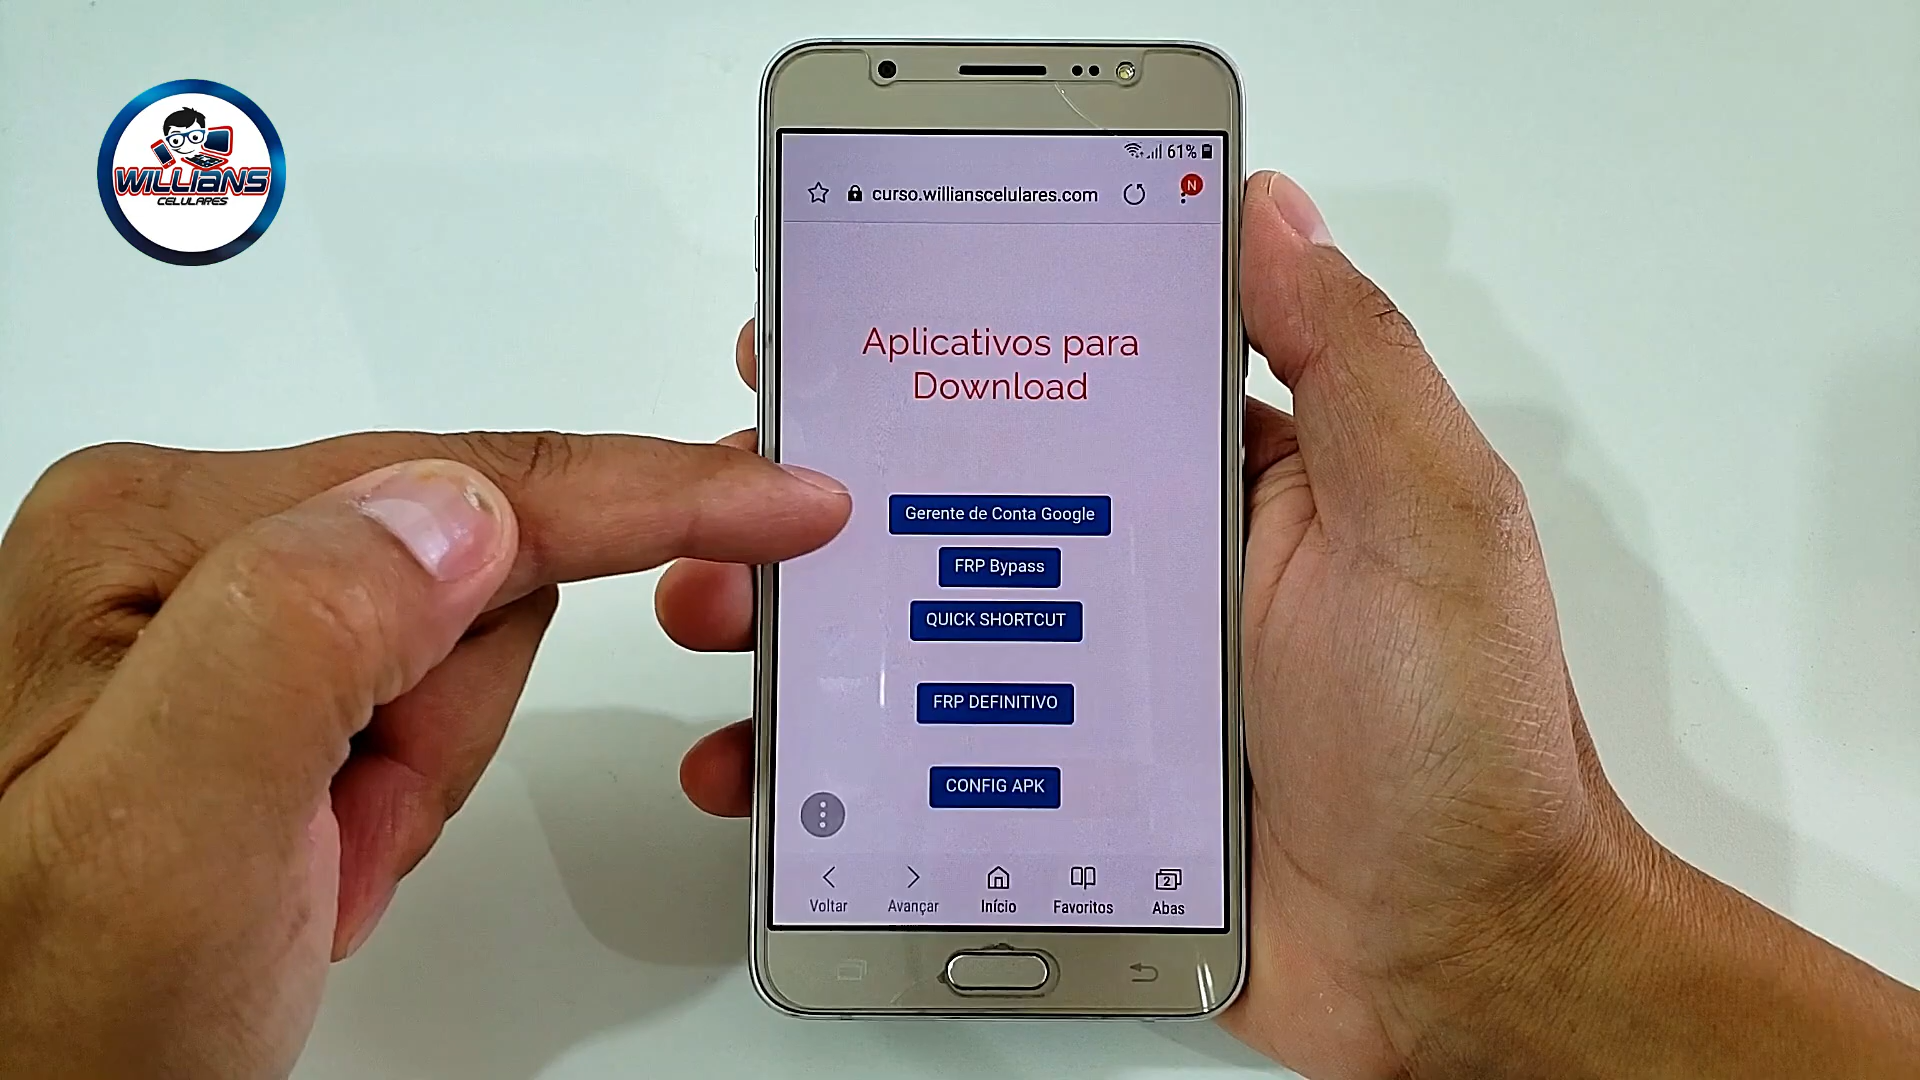 WILLIANS
CELULARES
61%
curso.willianscelulares.com
N
Aplicativos para
Download
Gerente de Conta Google
FRP Bypass
QUICK SHORTCUT
FRP DEFINITIVO
CONFIG APK
2
Voltar
Avançar
Início
Favoritos
Abas